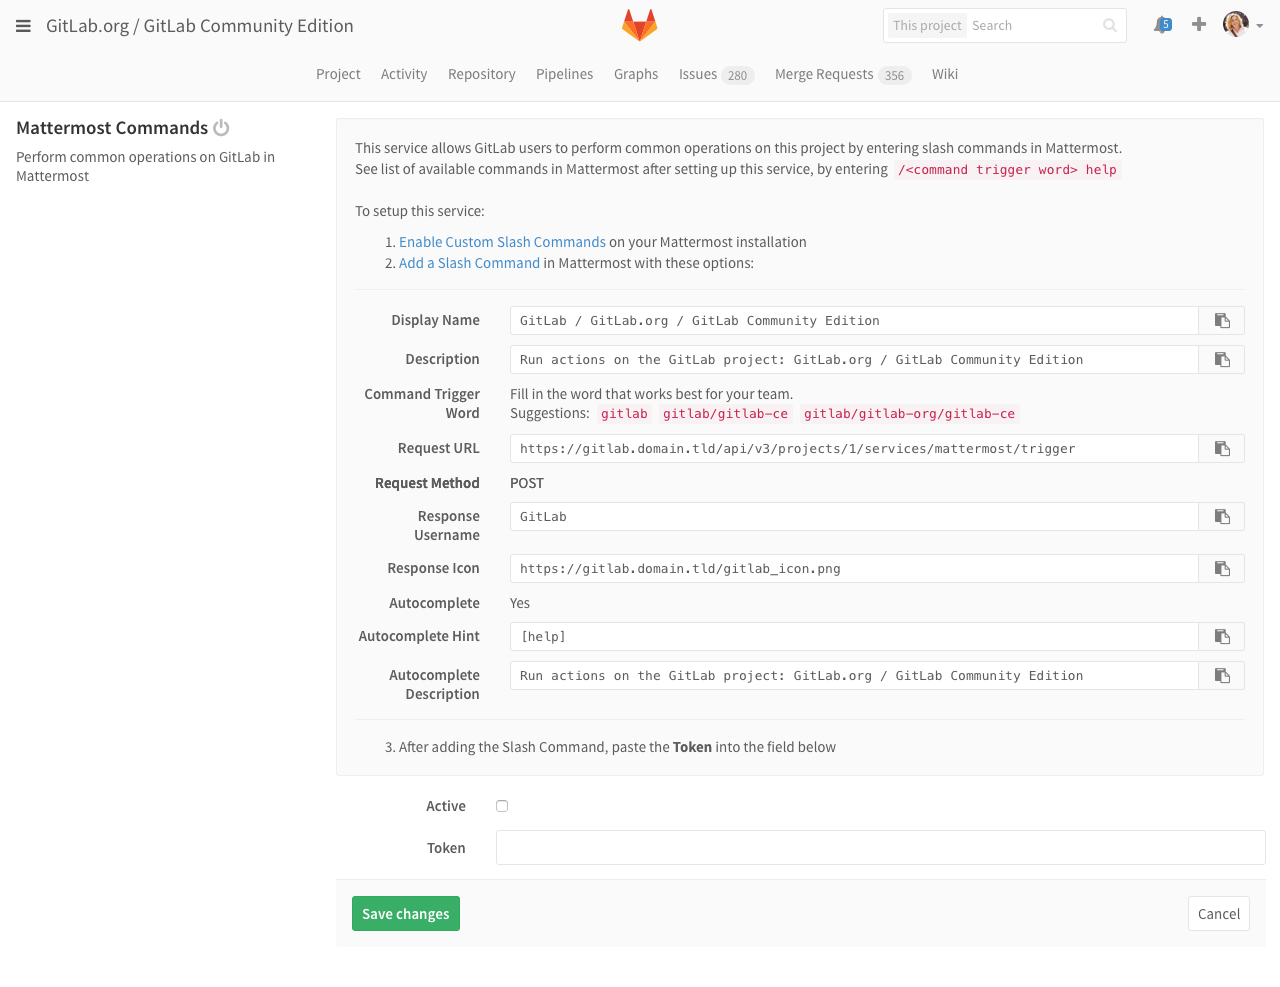 GitLab.org / GitLab Community Edition
This project Search
5
Project Activity Repository Pipelines Graphs Issues 280 Merge Requests 356 Wiki
Mattermost Commands
Perform common operations on GitLab in
Mattermost
This service allows GitLab users to perform common operations on this project by entering slash commands in Mattermost.
See list of available commands in Mattermost after setting up this service, by entering /<command trigger word> help
To setup this service:
1. Enable Custom Slash Commands on your Mattermost installation
2. Add a Slash Command in Mattermost with these options:
Display Name GitLab / GitLab.org / GitLab Community Edition
Description Run actions on the GitLab project: GitLab.org / GitLab Community Edition
Command Trigger Word
Fill in the word that works best for your team.
Suggestions: gitlab gitlab/gitlab-ce gitlab/gitlab-org/gitlab-ce
Request URL https://gitlab.domain.tld/api/v3/projects/1/services/mattermost/trigger
Request Method POST
Response Username GitLab
Response Icon https://gitlab.domain.tld/gitlab_icon.png
Autocomplete Yes
Autocomplete Hint [help]
Autocomplete Description Run actions on the GitLab project: GitLab.org / GitLab Community Edition
3. After adding the Slash Command, paste the Token into the field below
Active
Token
Save changes Cancel